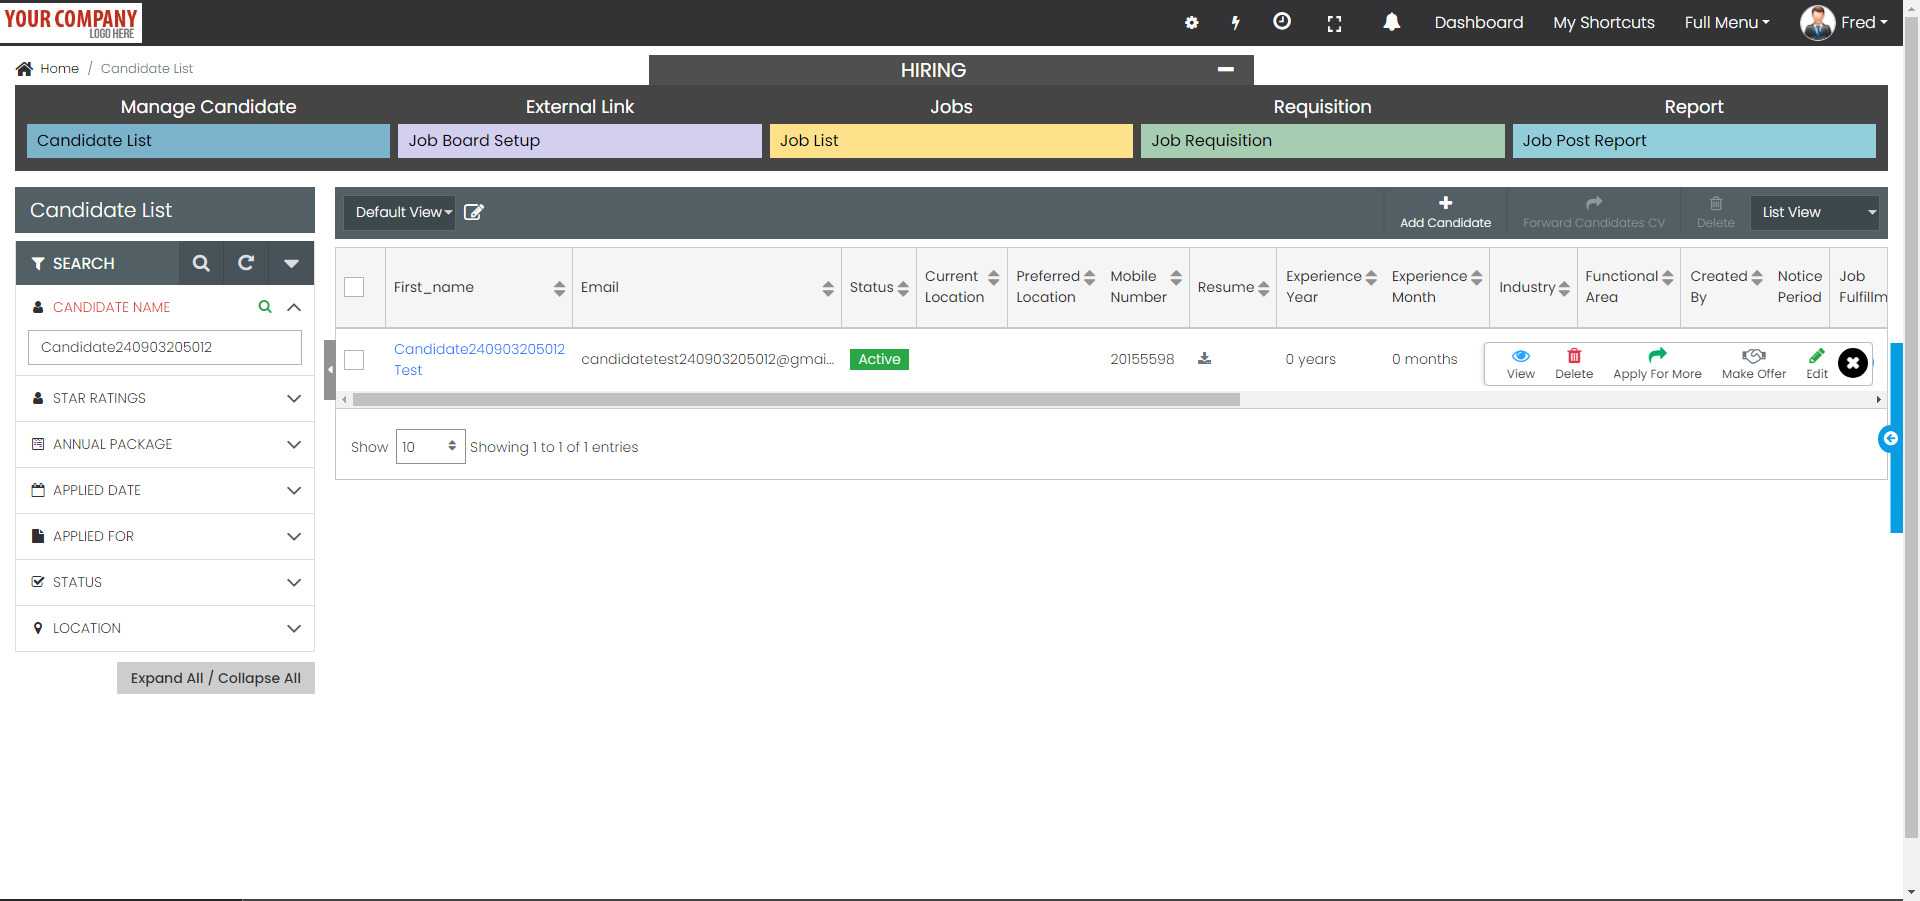 YOUR COMPANY
LOGO HERE
Dashboard
My Shortcuts
Full Menu
Fred
Home / Candidate List
HIRING
Manage Candidate
External Link
Jobs
Requisition
Report
Candidate List
Job Board Setup
Job List
Job Requisition
Job Post Report
Candidate List
Default View
Add Candidate
Forward Candidates CV
Delete
List View
SEARCH
CANDIDATE NAME
Candidate240903205012
STAR RATINGS
ANNUAL PACKAGE
APPLIED DATE
APPLIED FOR
STATUS
LOCATION
Expand All / Collapse All
First_name
Email
Status
Current
Location
Preferred
Location
Mobile
Number
Resume
Experience
Year
Experience
Month
Industry
Functional
Area
Created
By
Notice
Period
Job
Fulfillm
Candidate240903205012
Test
candidatetest240903205012@gmai...
Active
20155598
0 years
0 months
View
Delete
Apply For More
Make Offer
Edit
Show 10 Showing 1 to 1 of 1 entries